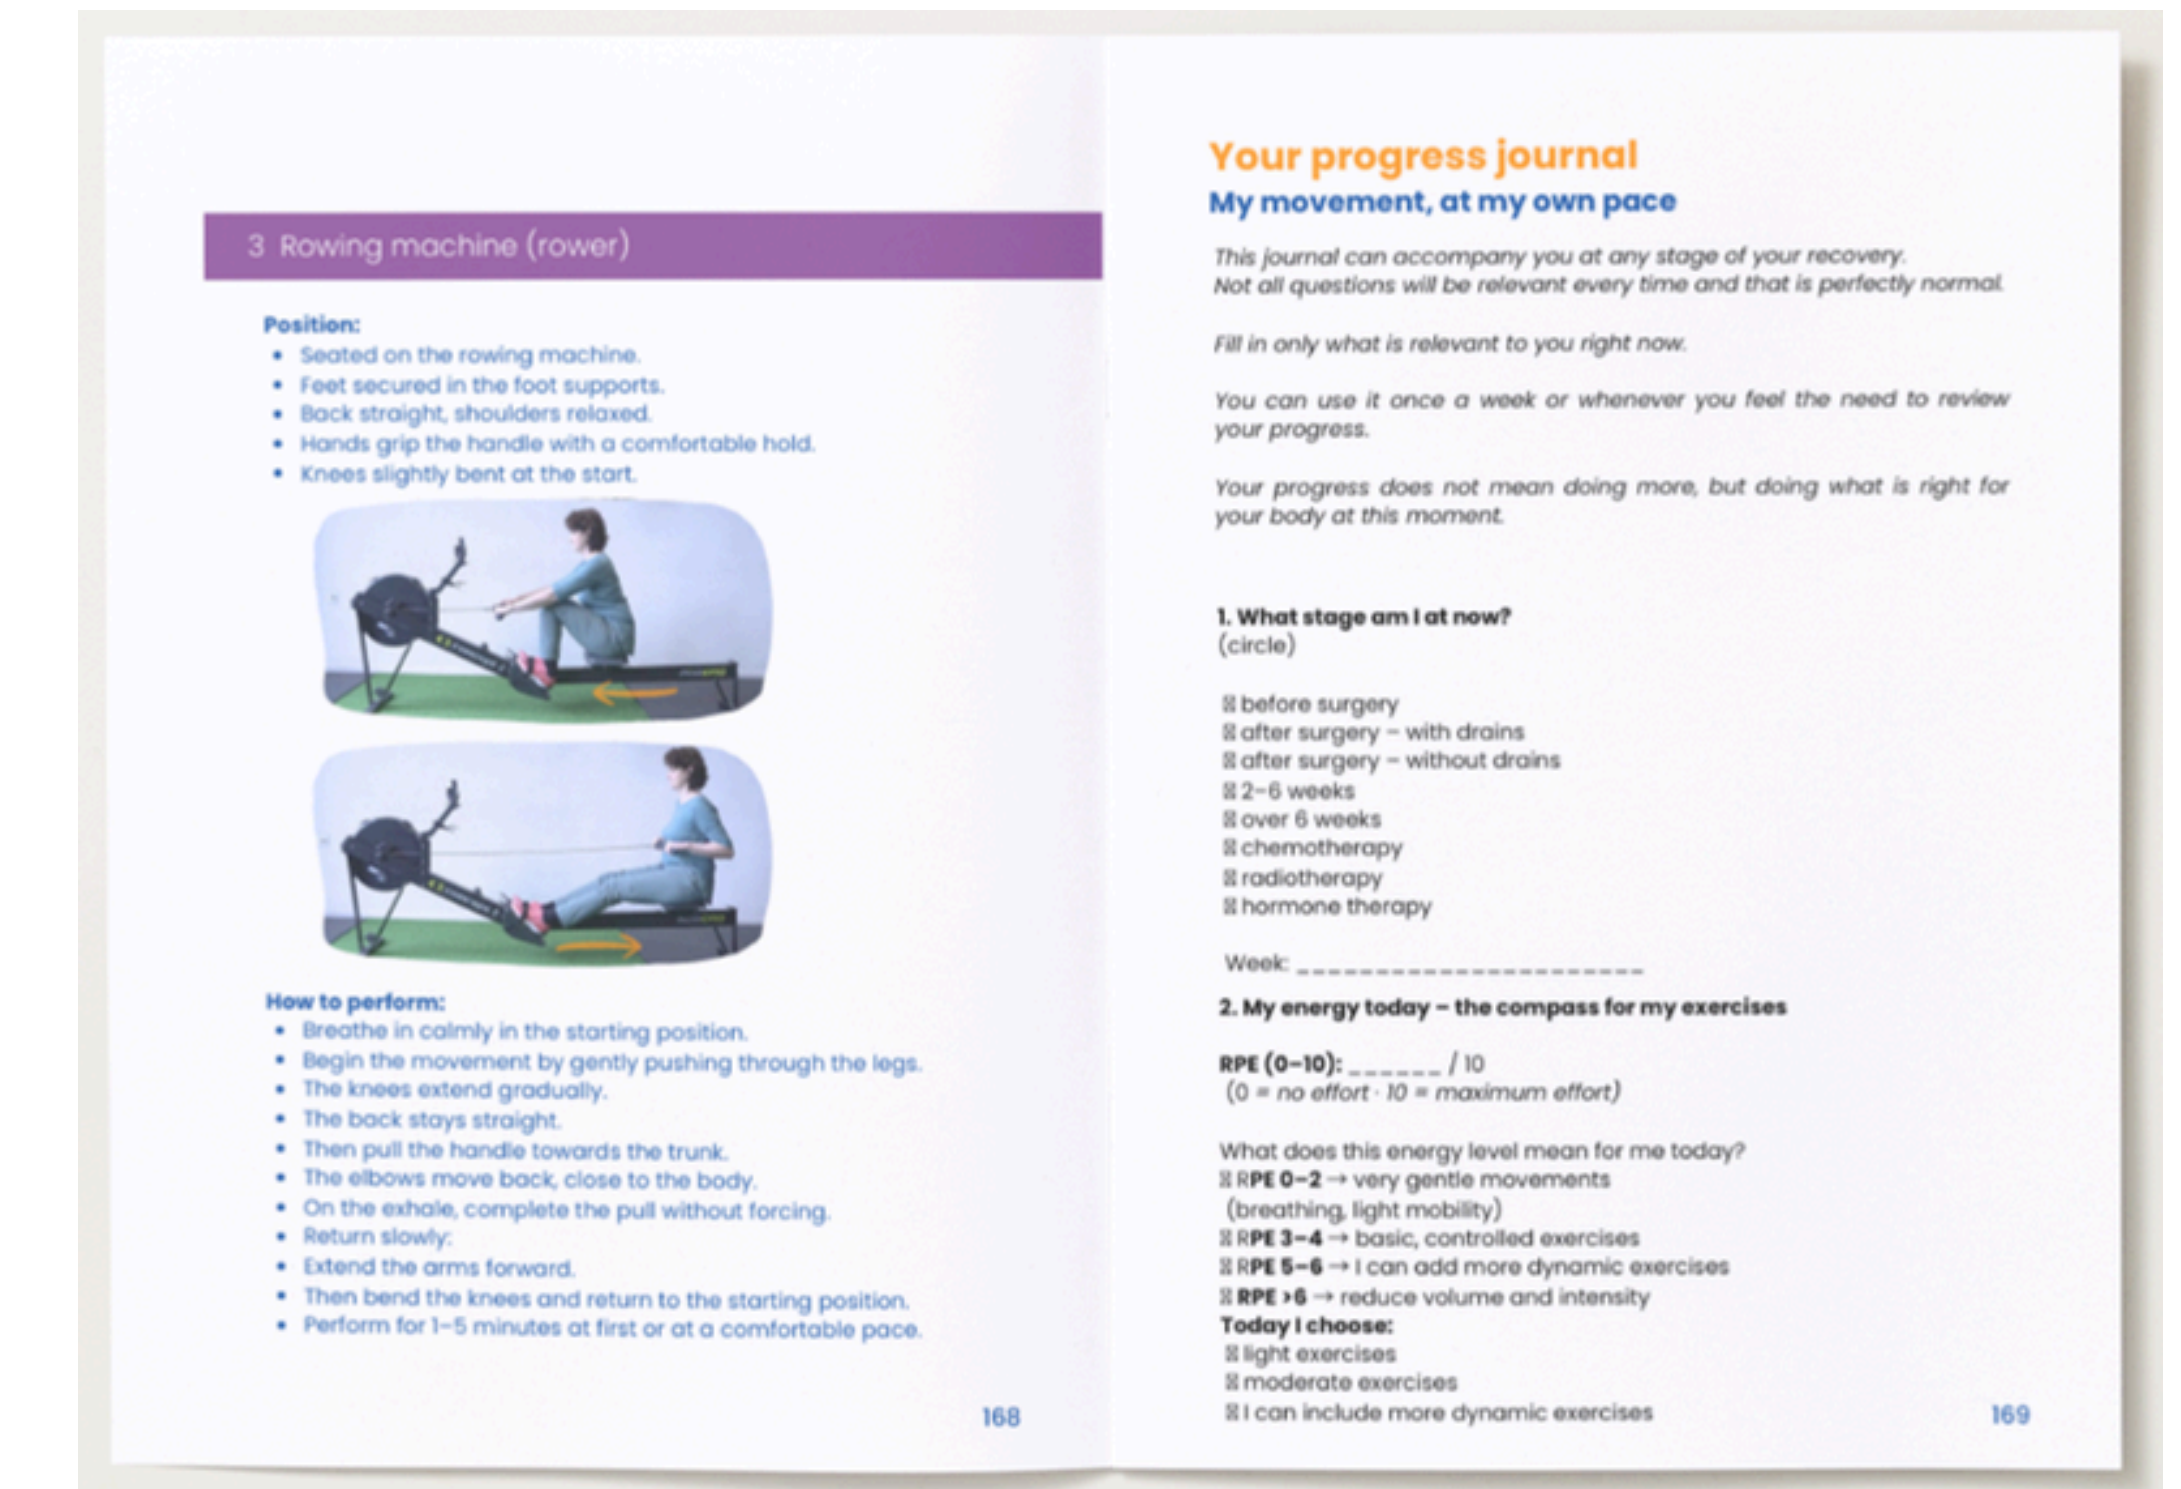 3 Rowing machine (rower)
Position:
• Seated on the rowing machine.
• Feet secured in the foot supports.
• Back straight, shoulders relaxed.
• Hands grip the handle with a comfortable hold.
• Knees slightly bent at the start.
How to perform:
• Breathe in calmly in the starting position.
• Begin the movement by gently pushing through the legs.
• The knees extend gradually.
• The back stays straight.
• Then pull the handle towards the trunk.
• The elbows move back, close to the body.
• On the exhale, complete the pull without forcing.
• Return slowly:
• Extend the arms forward.
• Then bend the knees and return to the starting position.
• Perform for 1–5 minutes at first or at a comfortable pace.
168
Your progress journal
My movement, at my own pace
This journal can accompany you at any stage of your recovery.
Not all questions will be relevant every time and that is perfectly normal.
Fill in only what is relevant to you right now.
You can use it once a week or whenever you feel the need to review
your progress.
Your progress does not mean doing more, but doing what is right for
your body at this moment.
1. What stage am I at now?
(circle)
☒ before surgery
☒ after surgery – with drains
☒ after surgery – without drains
☒ 2–6 weeks
☒ over 6 weeks
☒ chemotherapy
☒ radiotherapy
☒ hormone therapy
Week: ______________________
2. My energy today – the compass for my exercises
RPE (0–10): ______ / 10
(0 = no effort · 10 = maximum effort)
What does this energy level mean for me today?
☒ RPE 0–2 → very gentle movements
(breathing, light mobility)
☒ RPE 3–4 → basic, controlled exercises
☒ RPE 5–6 → I can add more dynamic exercises
☒ RPE >6 → reduce volume and intensity
Today I choose:
☒ light exercises
☒ moderate exercises
☒ I can include more dynamic exercises
169